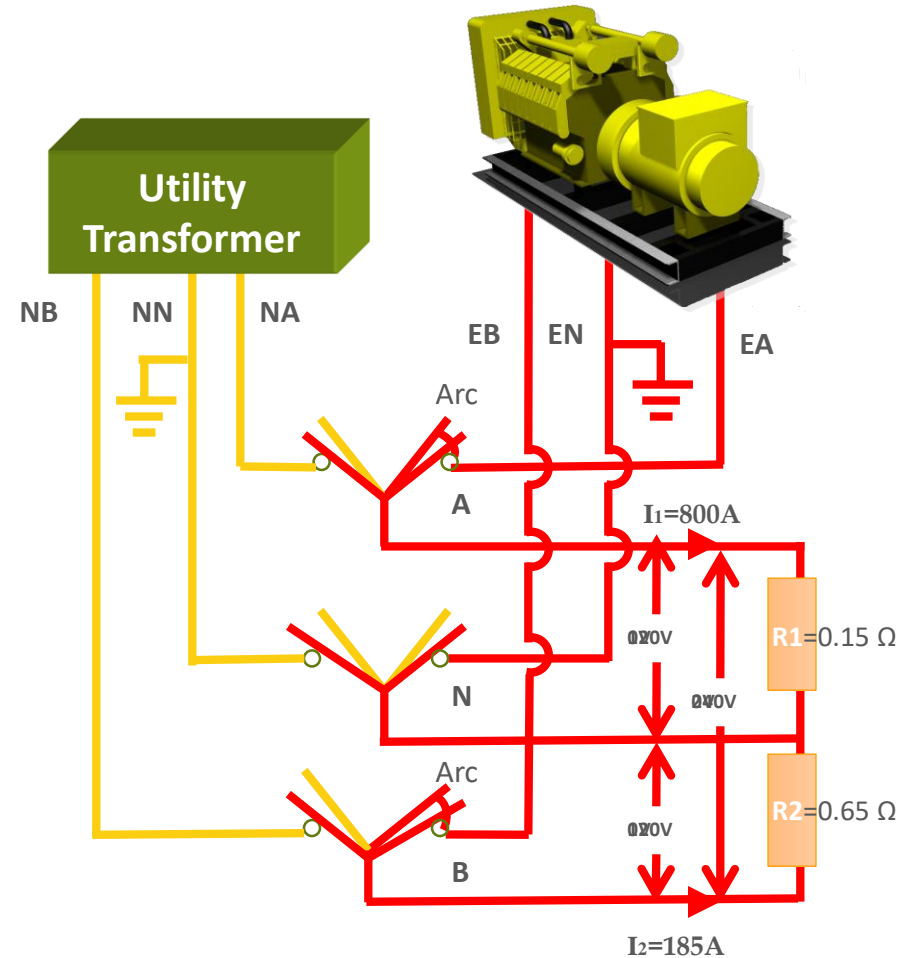 Utility
Transformer
NB
NN
NA
EB
EN
EA
Arc
A
I1=800A
R1=0.15 Ω
N
Arc
R2=0.65 Ω
B
I2=185A